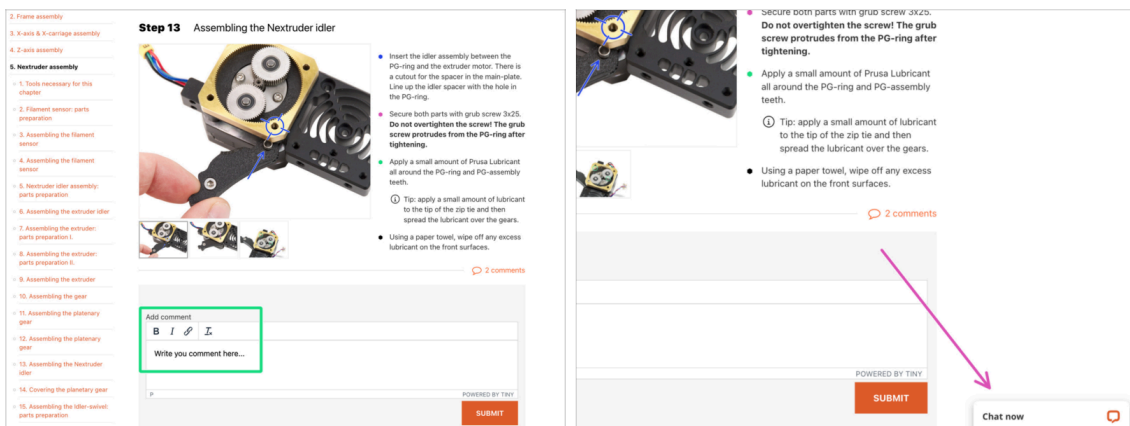 2. Frame assembly
3. X-axis & X-carriage assembly
4. Z-axis assembly
5. Nextruder assembly
1. Tools necessary for this
chapter
2. Filament sensor: parts
preparation
3. Assembling the filament
sensor
4. Assembling the filament
sensor
5. Nextruder idler assembly:
parts preparation
6. Assembling the extruder idler
7. Assembling the extruder:
parts preparation I.
8. Assembling the extruder:
parts preparation II.
9. Assembling the extruder
10. Assembling the gear
11. Assembling the platenary
gear
12. Assembling the platenary
gear
13. Assembling the Nextruder
idler
14. Covering the planetary gear
15. Assembling the Idler-swivel:
parts preparation
Step 13 Assembling the Nextruder idler
Insert the idler assembly between the
PG-ring and the extruder motor. There is
a cutout for the spacer in the main-plate.
Line up the idler spacer with the hole in
the PG-ring.
Secure both parts with grub screw 3x25.
Do not overtighten the screw! The grub
screw protrudes from the PG-ring after
tightening.
Apply a small amount of Prusa Lubricant
all around the PG-ring and PG-assembly
teeth.
Tip: apply a small amount of lubricant
to the tip of the zip tie and then
spread the lubricant over the gears.
Using a paper towel, wipe off any excess
lubricant on the front surfaces.
2 comments
Add comment
B I
Write you comment here...
P POWERED BY TINY
SUBMIT
Secure both parts with grub screw 3x25.
Do not overtighten the screw! The grub
screw protrudes from the PG-ring after
tightening.
Apply a small amount of Prusa Lubricant
all around the PG-ring and PG-assembly
teeth.
Tip: apply a small amount of lubricant
to the tip of the zip tie and then
spread the lubricant over the gears.
Using a paper towel, wipe off any excess
lubricant on the front surfaces.
2 comments
POWERED BY TINY
SUBMIT
Chat now